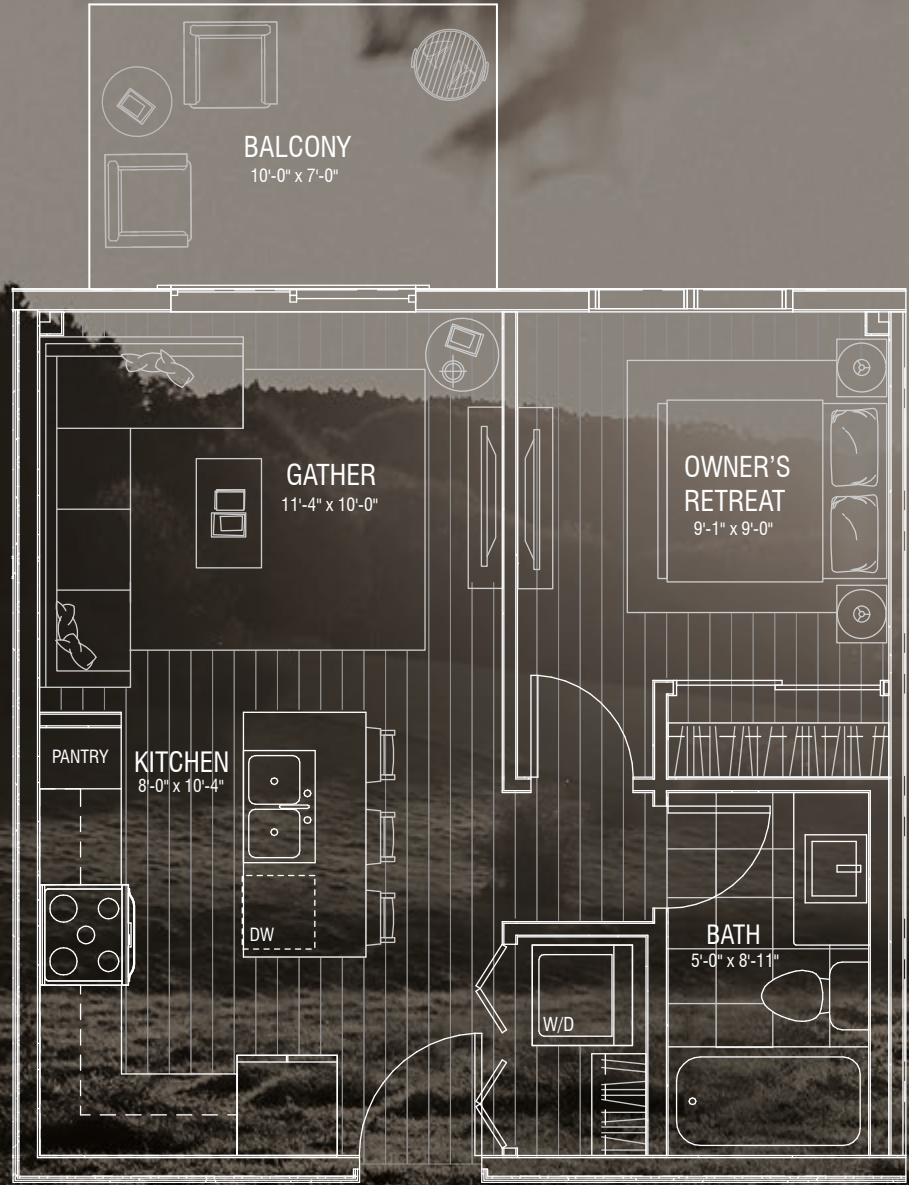 BALCONY
10'-0" x 7'-0"
GATHER
11'-4" x 10'-0"
OWNER'S
RETREAT
9'-1" x 9'-0"
PANTRY
KITCHEN
8'-0" x 10'-4"
DW
BATH
5'-0" x 8'-11"
W/D